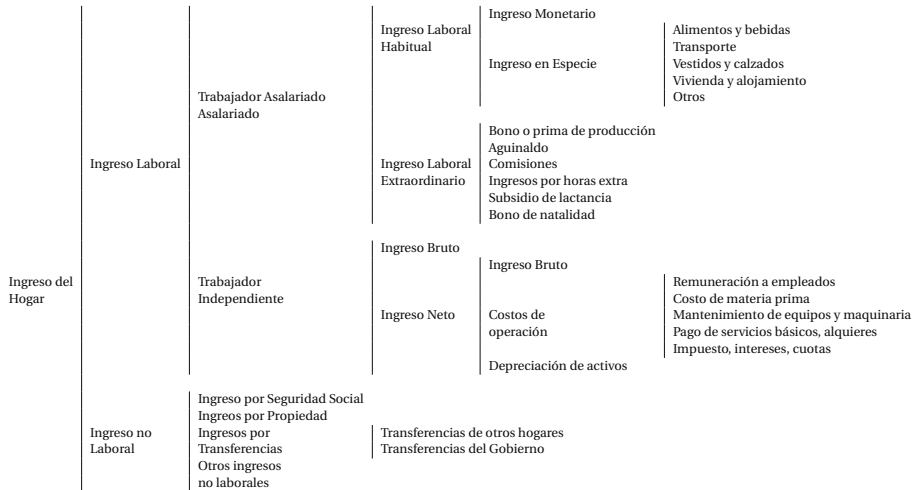 Ingreso del
Hogar
Ingreso Laboral
Trabajador Asalariado
Asalariado
Ingreso Laboral
Habitual
Ingreso Monetario
Ingreso en Especie
Alimentos y bebidas
Transporte
Vestidos y calzados
Vivienda y alojamiento
Otros
Ingreso Laboral
Extraordinario
Bono o prima de producción
Aguinaldo
Comisiones
Ingresos por horas extra
Subsidio de lactancia
Bono de natalidad
Trabajador
Independiente
Ingreso Bruto
Ingreso Neto
Ingreso Bruto
Costos de
operación
Remuneración a empleados
Costo de materia prima
Mantenimiento de equipos y maquinaria
Pago de servicios básicos, alquieres
Impuesto, intereses, cuotas
Depreciación de activos
Ingreso no
Laboral
Ingreso por Seguridad Social
Ingreos por Propiedad
Ingresos por
Transferencias
Transferencias de otros hogares
Transferencias del Gobierno
Otros ingresos
no laborales